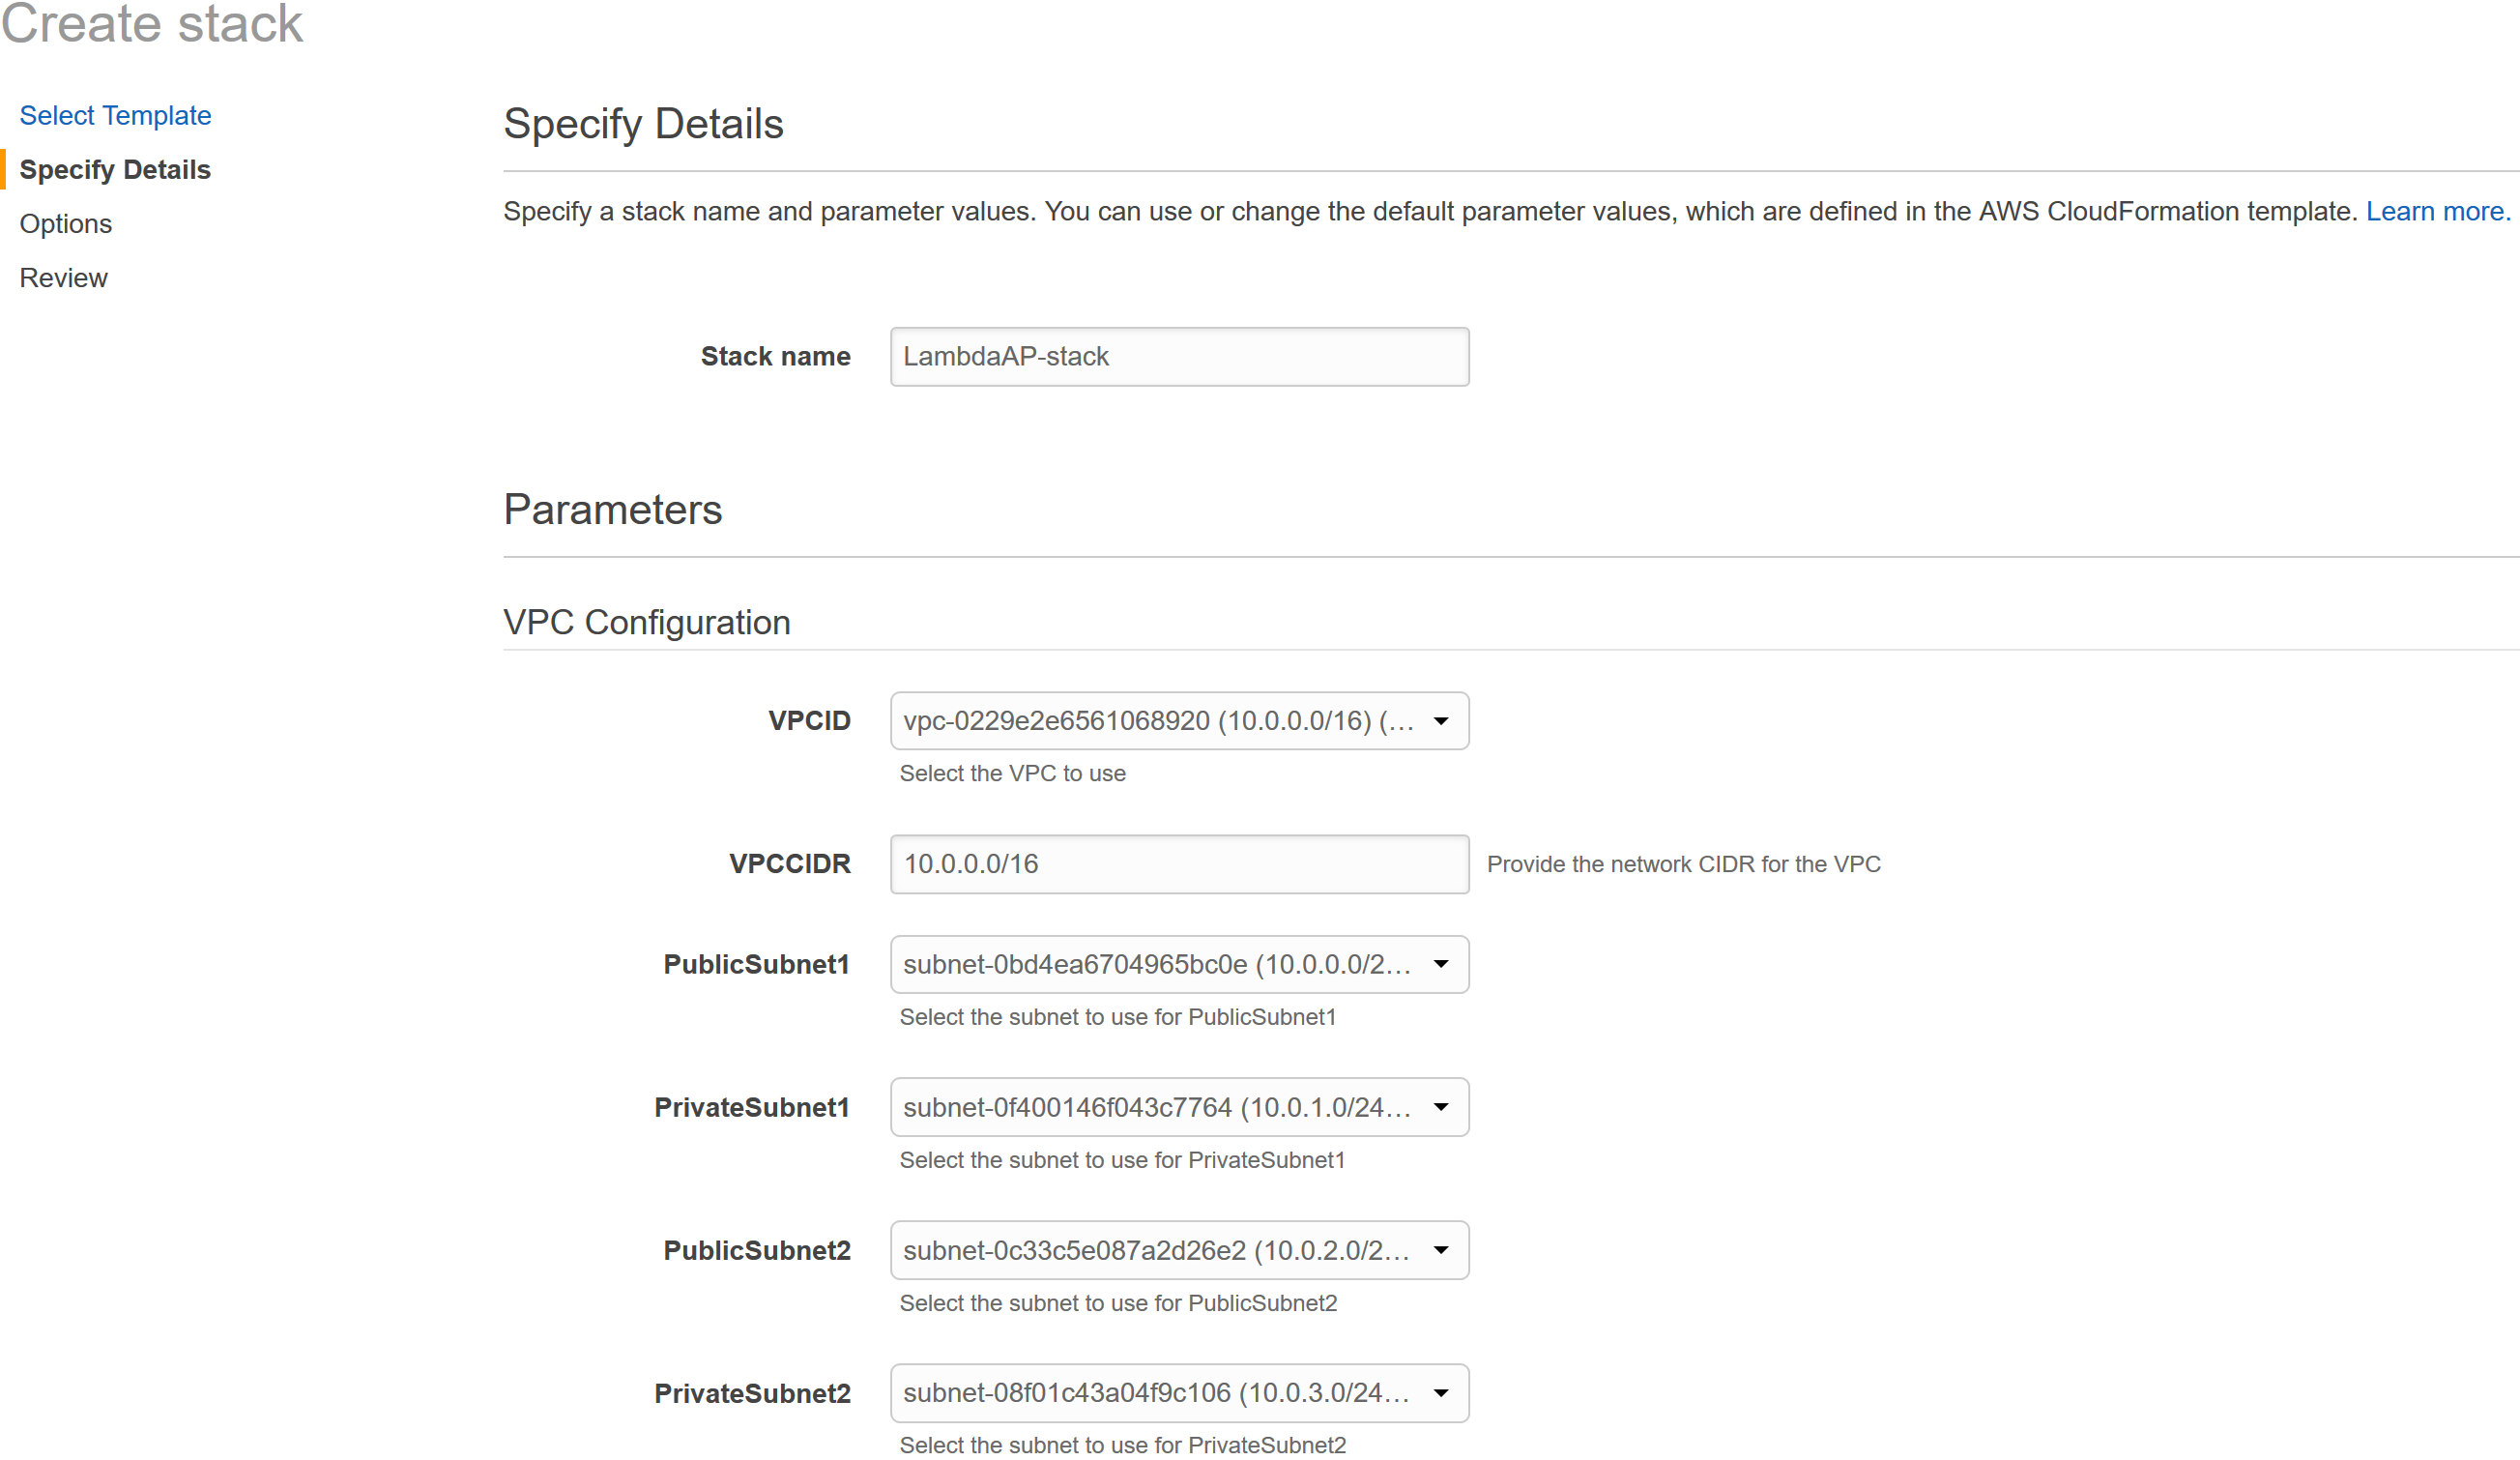 Create stack
Select Template
Specify Details
Options
Review
Specify Details
Specify a stack name and parameter values. You can use or change the default parameter values, which are defined in the AWS CloudFormation template. Learn more.
Stack name LambdaAP-stack
Parameters
VPC Configuration
VPCID vpc-0229e2e6561068920 (10.0.0.0/16) (...
Select the VPC to use
VPCCIDR 10.0.0.0/16 Provide the network CIDR for the VPC
PublicSubnet1 subnet-0bd4ea6704965bc0e (10.0.0.0/2...
Select the subnet to use for PublicSubnet1
PrivateSubnet1 subnet-0f400146f043c7764 (10.0.1.0/24...
Select the subnet to use for PrivateSubnet1
PublicSubnet2 subnet-0c33c5e087a2d26e2 (10.0.2.0/2...
Select the subnet to use for PublicSubnet2
PrivateSubnet2 subnet-08f01c43a04f9c106 (10.0.3.0/24...
Select the subnet to use for PrivateSubnet2